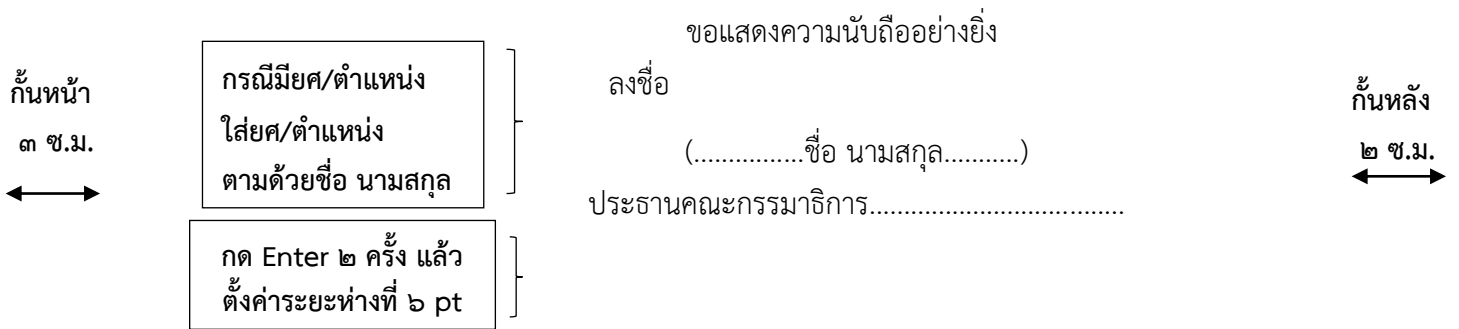 ขอแสดงความนับถืออย่างยิ่ง
กั้นหน้า
๓ ซ.ม.
กรณีมียศ/ตำแหน่ง
ใส่ยศ/ตำแหน่ง
ตามด้วยชื่อ นามสกุล
ลงชื่อ
(................ชื่อ นามสกุล...........)
ประธานคณะกรรมาธิการ.....................................
กั้นหลัง
๒ ซ.ม.
กด Enter ๒ ครั้ง แล้ว
ตั้งค่าระยะห่างที่ ๖ pt